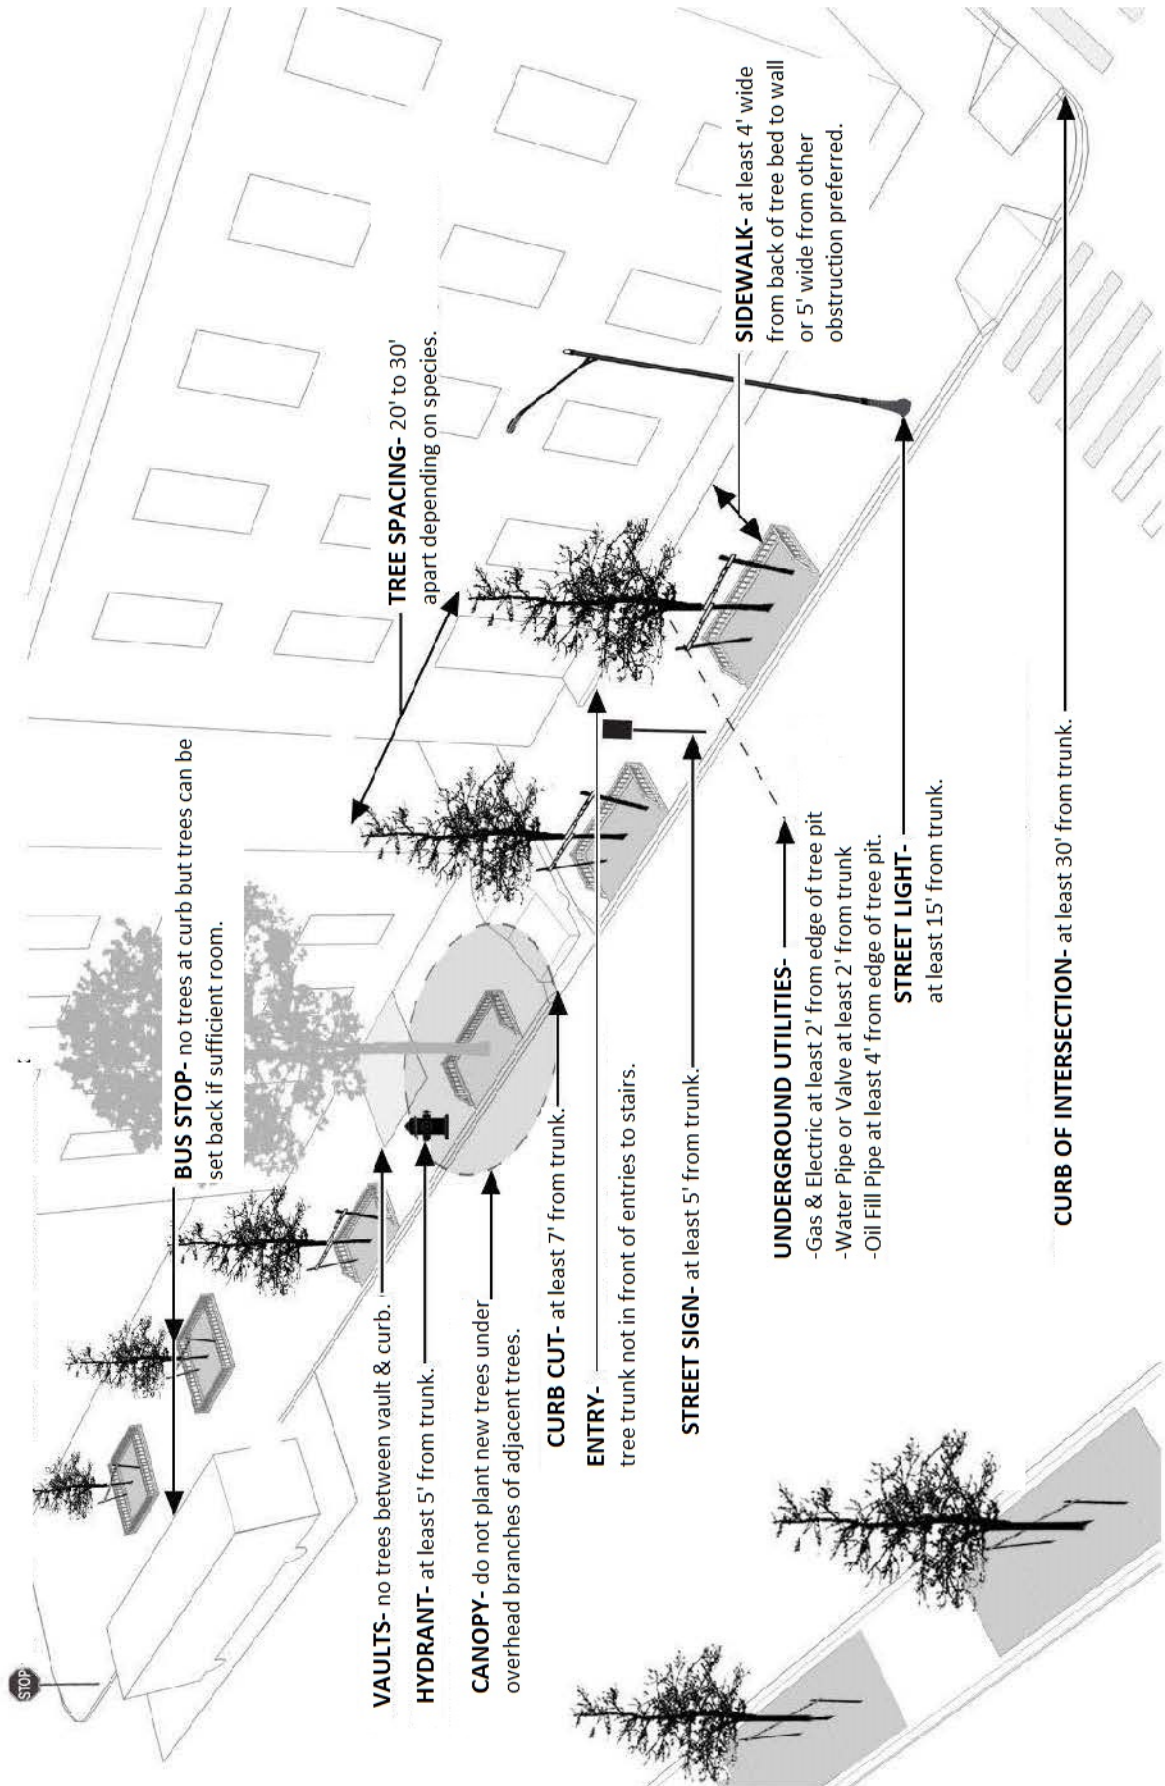 STOP
BUS STOP- no trees at curb but trees can be
set back if sufficient room.
TREE SPACING- 20' to 30'
apart depending on species.
SIDEWALK- at least 4' wide
from back of tree bed to wall
or 5' wide from other
obstruction preferred.
VAULTS- no trees between vault & curb.
HYDRANT- at least 5' from trunk.
CANOPY- do not plant new trees under
overhead branches of adjacent trees.
CURB CUT- at least 7' from trunk.
ENTRY-
tree trunk not in front of entries to stairs.
STREET SIGN- at least 5' from trunk.
UNDERGROUND UTILITIES-
-Gas & Electric at least 2' from edge of tree pit
-Water Pipe or Valve at least 2' from trunk
-Oil Fill Pipe at least 4' from edge of tree pit.
STREET LIGHT-
at least 15' from trunk.
CURB OF INTERSECTION- at least 30' from trunk.